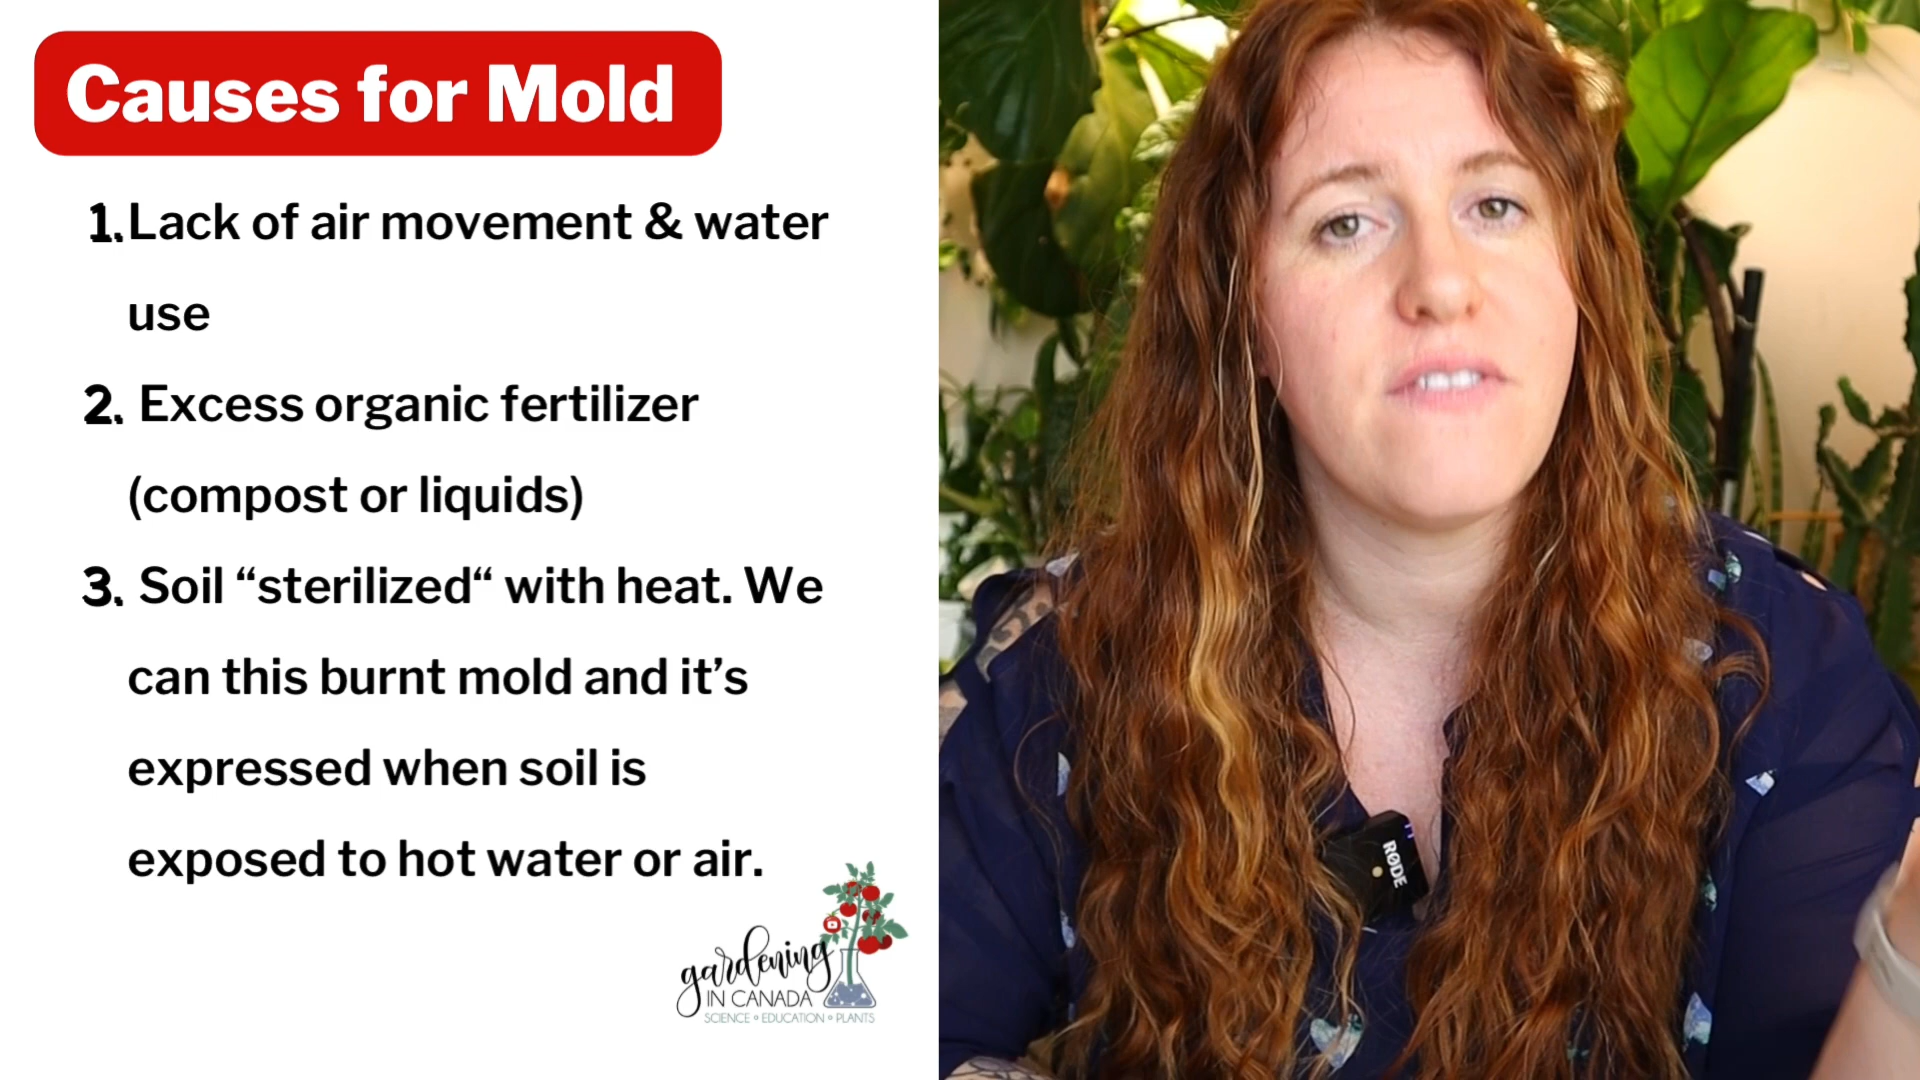 Causes for Mold
1. Lack of air movement & water
use
2. Excess organic fertilizer
(compost or liquids)
3. Soil “sterilized“ with heat. We
can this burnt mold and it’s
expressed when soil is
exposed to hot water or air.
gardening
IN CANADA
SCIENCE • EDUCATION • PLANTS
RØDE